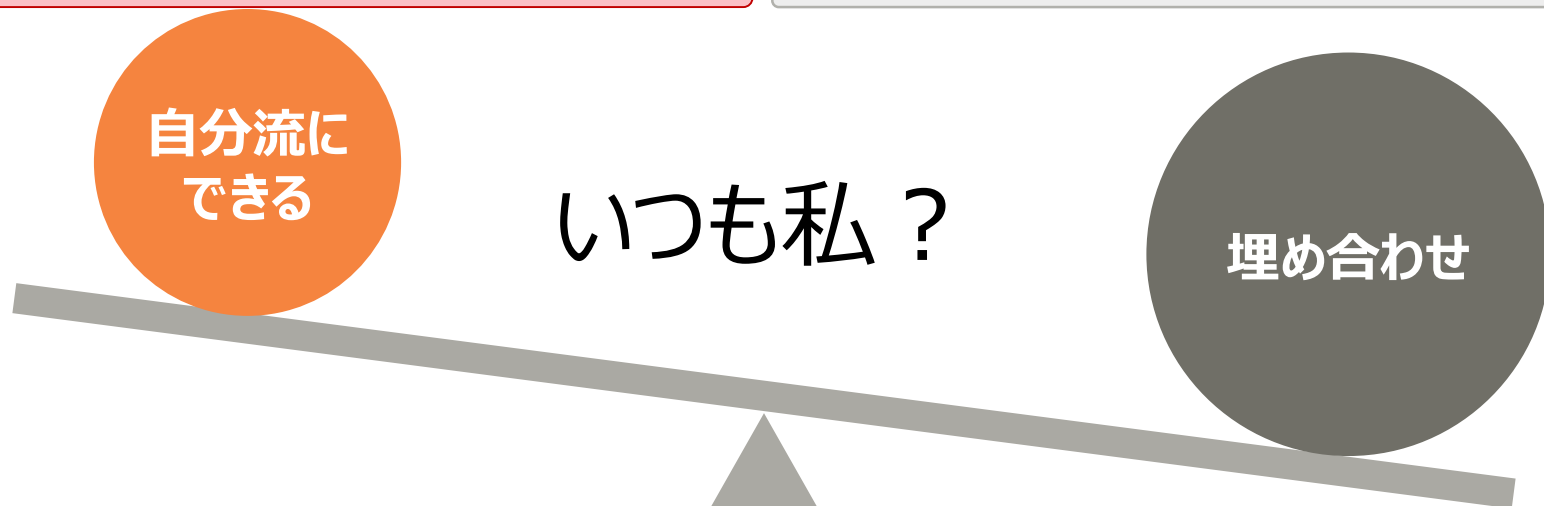 自分流に
できる
いつも私？
埋め合わせ